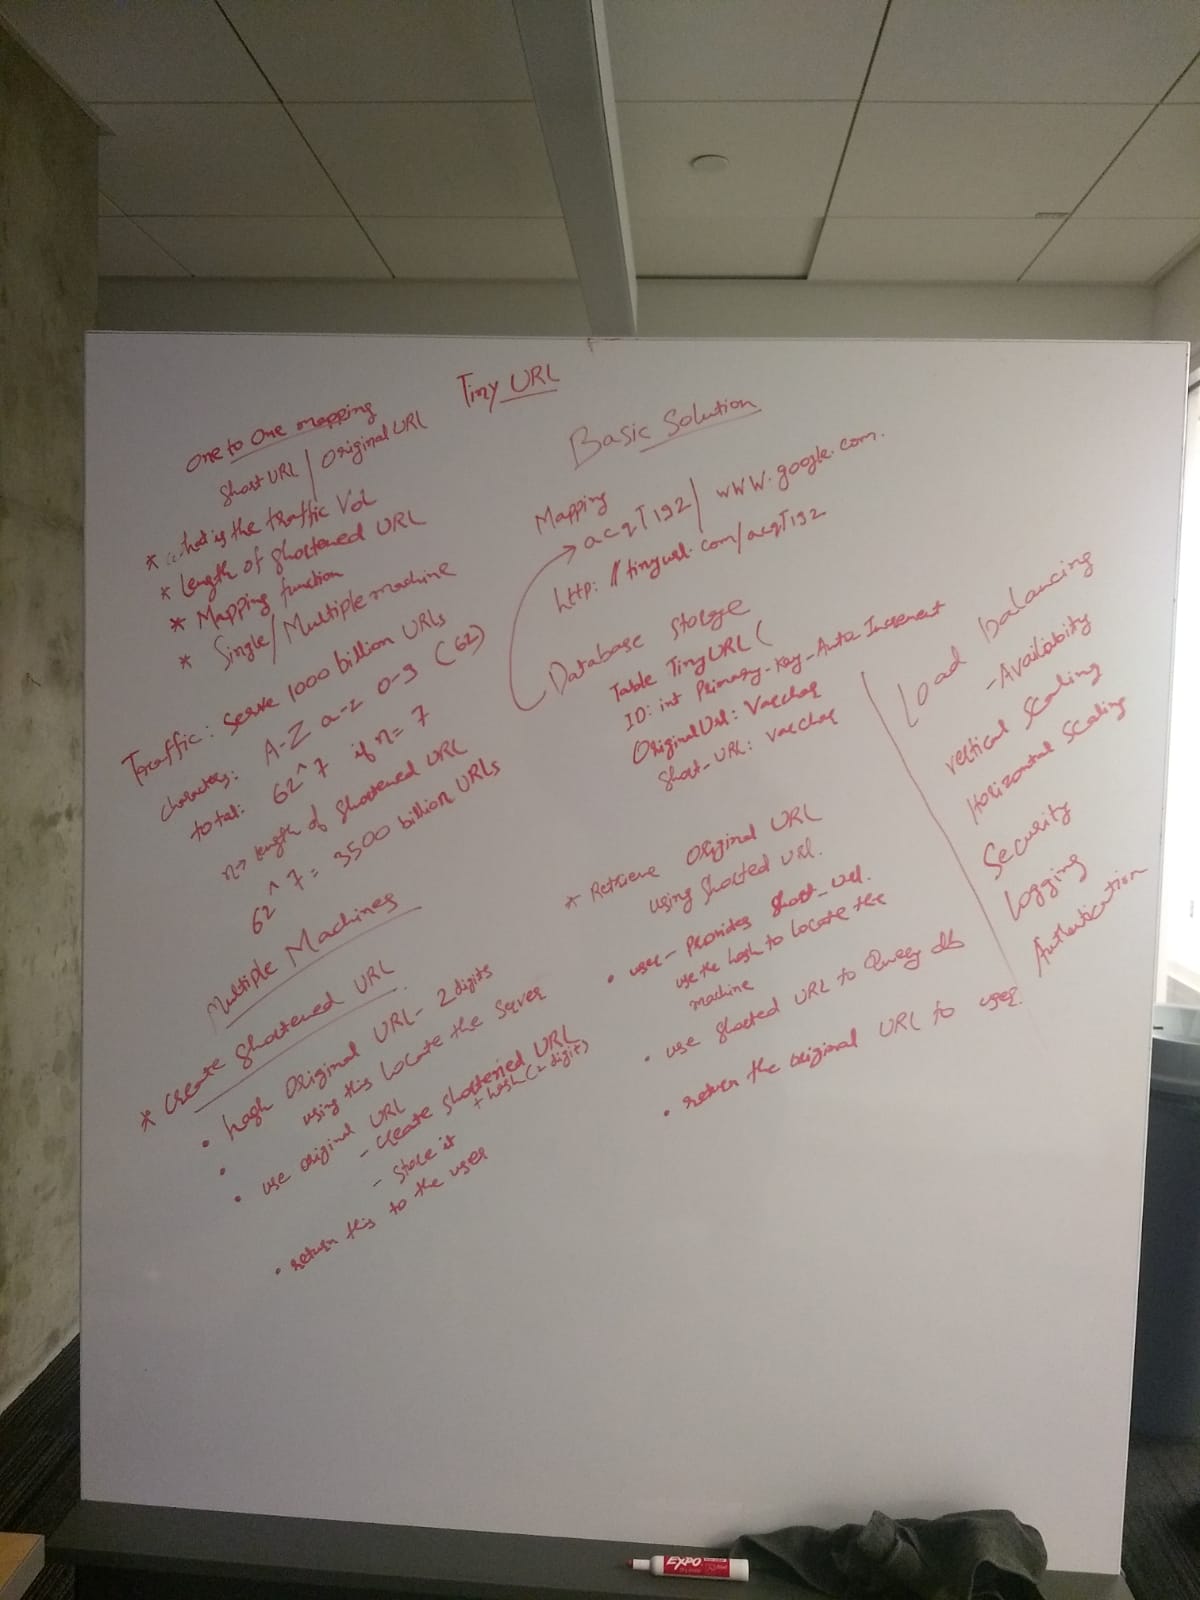 Tiny URL
One to One mapping
Short URL / Original URL
* what is the traffic Vol
* Length of Shortened URL
* Mapping function
* Single/Multiple machine
Traffic: Serve 1000 billion URLs
characters: A-Z a-z 0-9 (62)
total: 62^7 if n = 7
n→ length of Shortened URL
62^7 = 3500 billion URLs
Multiple Machines
* Create Shortened URL
• hash Original URL - 2 digits
using this Locate the Server
•
• use original URL
- Create Shortened URL
+ hash (2 digits)
- Store it
• return this to the user
Basic Solution
Mapping
acqT192 / www.google.com.
http://tinyurl.com/acqT192
Database Storge
Table TinyURL (
ID: int Primary-Key-Auto Increment
OriginalUrl: Varchar
Short_URL: varchar
* Retrieve Original URL
using Shorted url.
• user - Provides Short_url.
use the hash to locate the
machine
• use Shorted URL to Query db
• return the original URL to user.
Load balancing
- Availability
vertical Scaling
Horizontal Scaling
Security
Logging
Authentication
EXPO